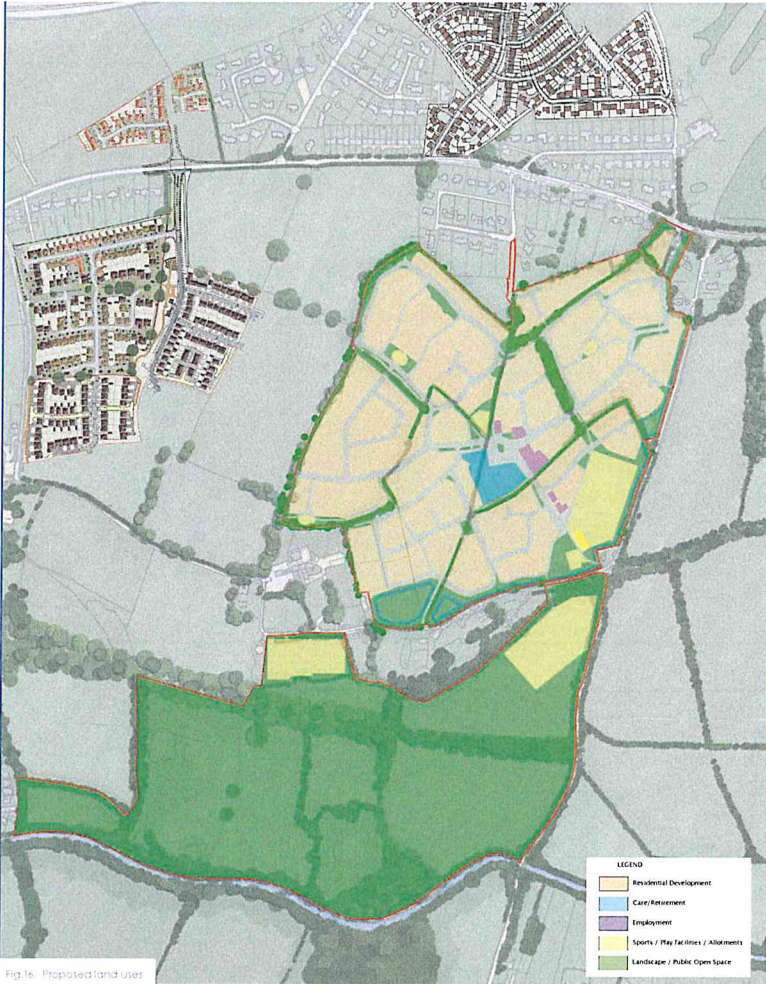 LEGEND
Residential Development
Care/Retirement
Employment
Sports / Play facilities / Allotments
Landscape / Public Open Space
Fig.16. Proposed land uses